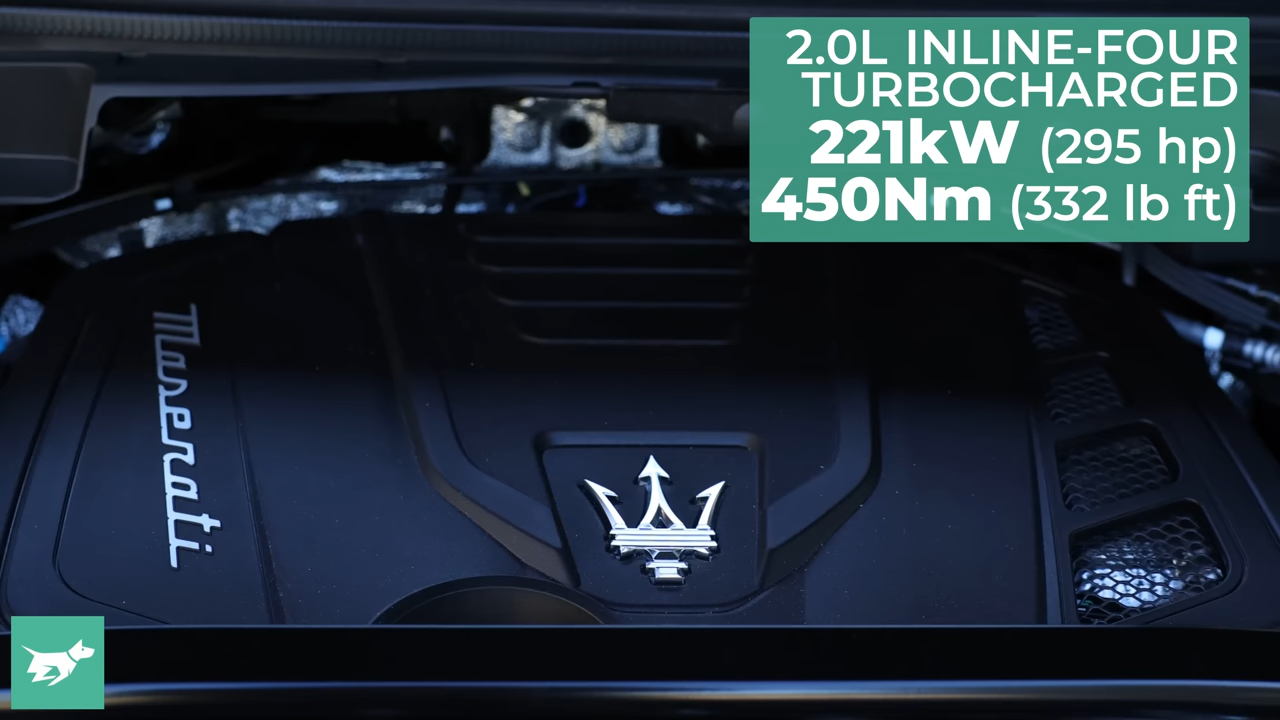 2.0L INLINE-FOUR
TURBOCHARGED
221kW (295 hp)
450Nm (332 lb ft)
Maserati